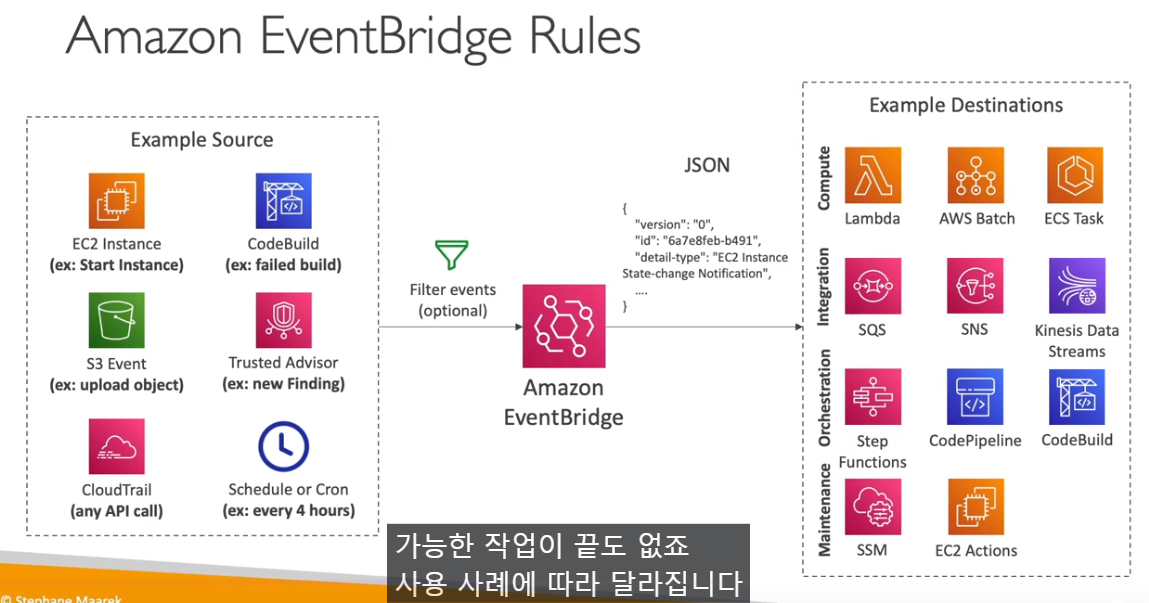 Amazon EventBridge Rules
Example Source
EC2 Instance
(ex: Start Instance)
CodeBuild
(ex: failed build)
S3 Event
(ex: upload object)
Trusted Advisor
(ex: new Finding)
CloudTrail
(any API call)
Schedule or Cron
(ex: every 4 hours)
Filter events
(optional)
Amazon
EventBridge
JSON
{
"version": "0",
"id": "6a7e8feb-b491",
"detail-type": "EC2 Instance
State-change Notification",
....
}
Example Destinations
Compute
Lambda
AWS Batch
ECS Task
Integration
SQS
SNS
Kinesis Data
Streams
Orchestration
Step
Functions
CodePipeline
CodeBuild
Maintenance
SSM
EC2 Actions
가능한 작업이 끝도 없죠
사용 사례에 따라 달라집니다
© Stephane Maarek